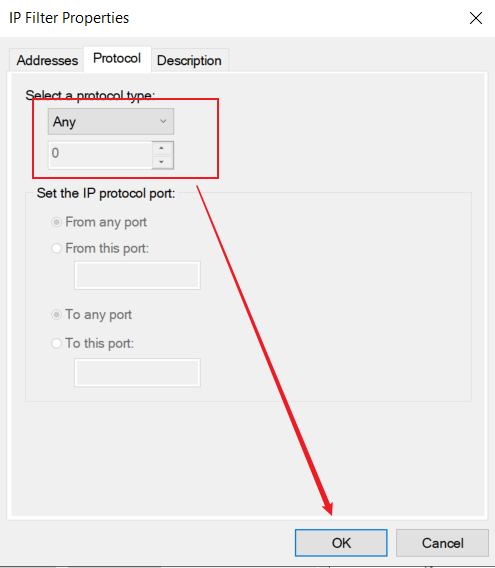 IP Filter Properties
Addresses Protocol Description
Select a protocol type:
Any
0
Set the IP protocol port:
From any port
From this port:
To any port
To this port:
OK Cancel